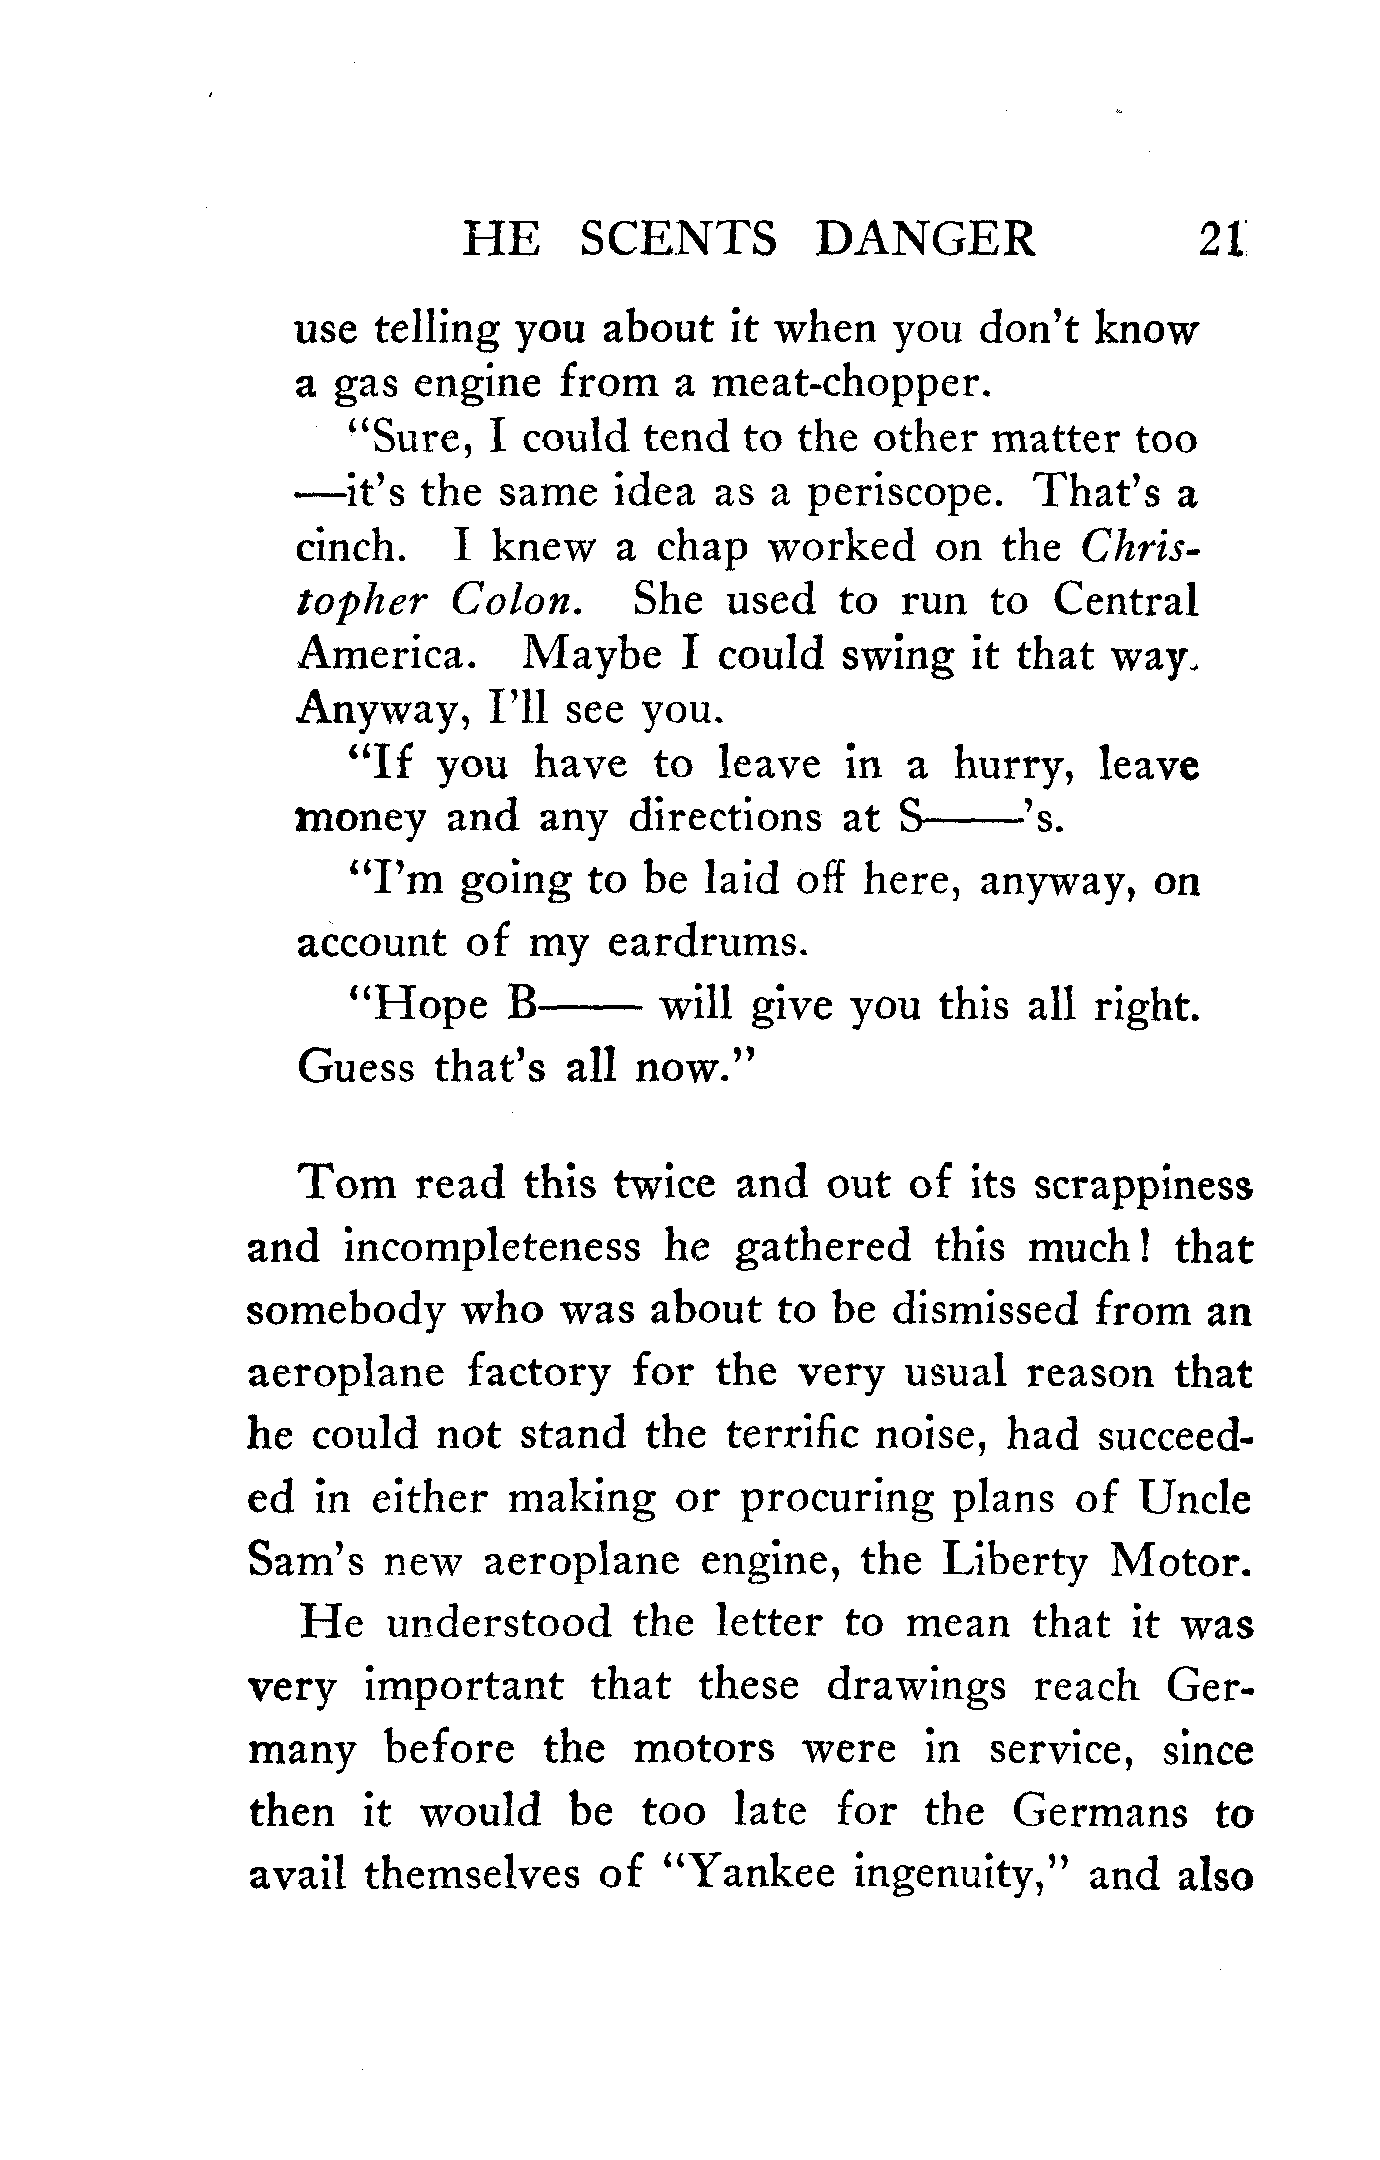 HE SCENTS DANGER 21
use telling you about it when you don't know
a gas engine from a meat-chopper.
"Sure, I could tend to the other matter too
—it's the same idea as a periscope. That's a
cinch. I knew a chap worked on the Chris-
topher Colon. She used to run to Central
America. Maybe I could swing it that way.
Anyway, I'll see you.
"If you have to leave in a hurry, leave
money and any directions at S——'s.
"I'm going to be laid off here, anyway, on
account of my eardrums.
"Hope B—— will give you this all right.
Guess that's all now."
Tom read this twice and out of its scrappiness
and incompleteness he gathered this much! that
somebody who was about to be dismissed from an
aeroplane factory for the very usual reason that
he could not stand the terrific noise, had succeed-
ed in either making or procuring plans of Uncle
Sam's new aeroplane engine, the Liberty Motor.
He understood the letter to mean that it was
very important that these drawings reach Ger-
many before the motors were in service, since
then it would be too late for the Germans to
avail themselves of "Yankee ingenuity," and also